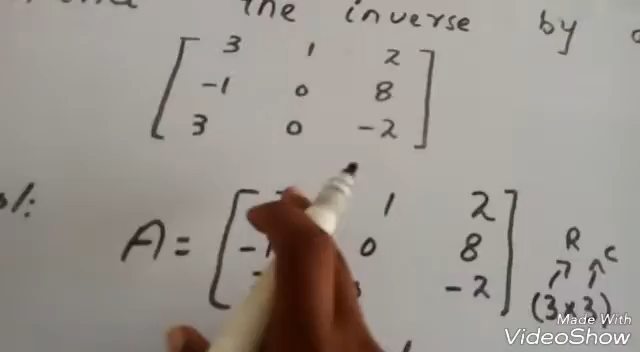 the inverse by
3 1 2
-1 0 8
3 0 -2
1 2
A = -1 0 8
-2
R C
(3×3)
Made With
VideoShow